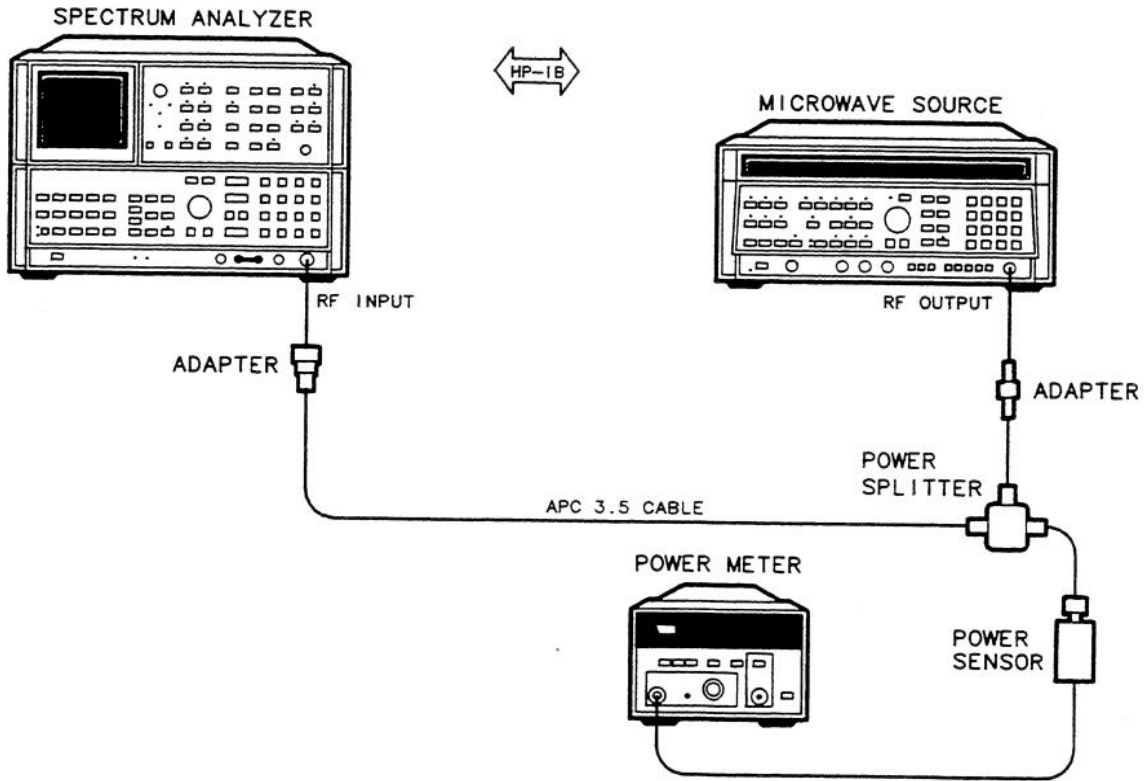 SPECTRUM ANALYZER
HP-IB
MICROWAVE SOURCE
RF INPUT
RF OUTPUT
ADAPTER
ADAPTER
POWER
SPLITTER
APC 3.5 CABLE
POWER METER
POWER
SENSOR